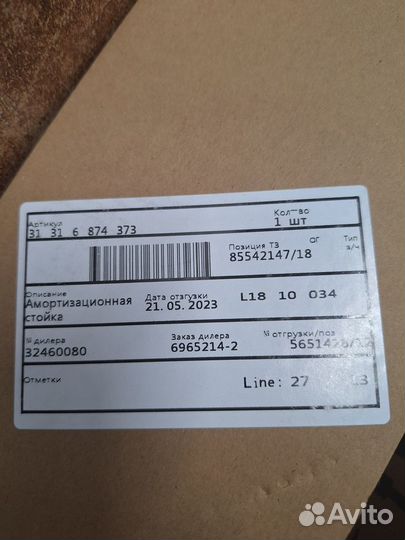 Артикул Кол-во
31 31 6 874 373 1 шт
Позиция ТЗ ОГ Тип з/ч
85542147/18
Описание Дата отгузки L18 10 034
Амортизационная 21.05.2023
стойка
№ дилера Заказ дилера № отгрузки/поз
32460080 6965214-2
Отметки Line: 27 13
Avito